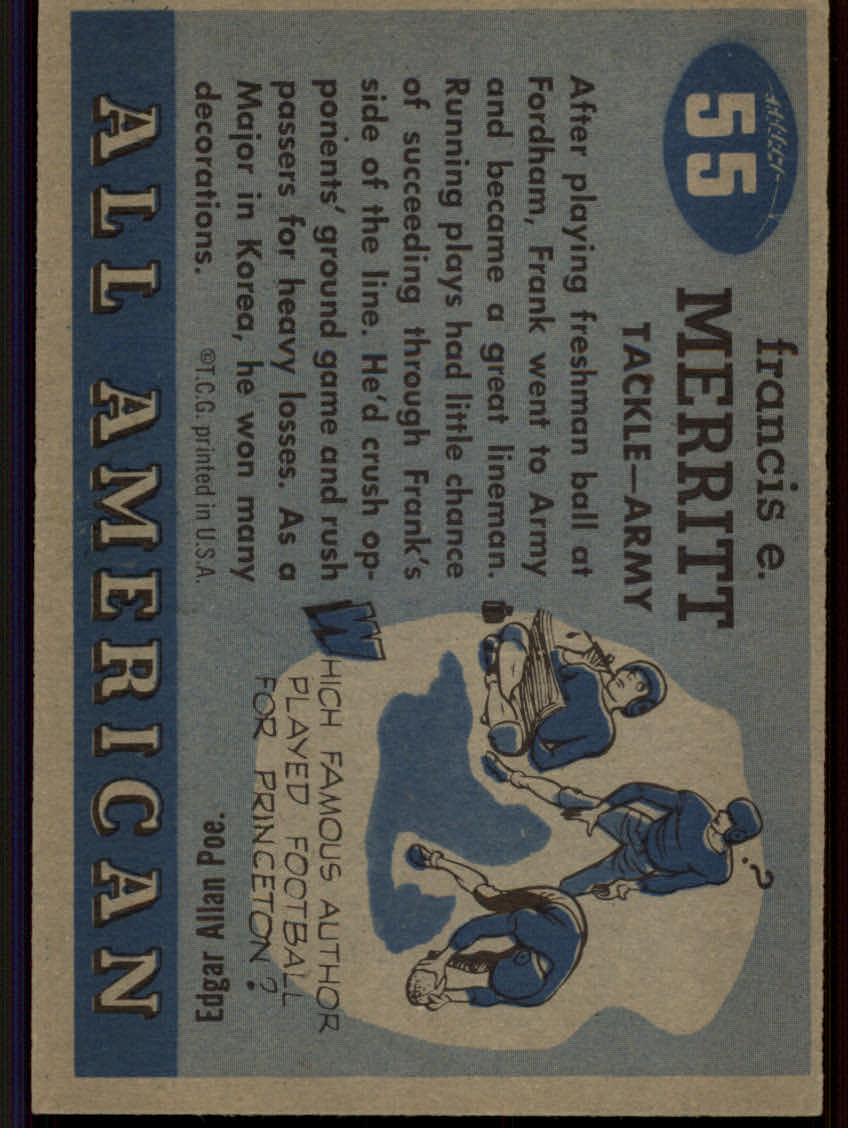 55
francis e.
MERRITT
TACKLE—ARMY
After playing freshman ball at
Fordham, Frank went to Army
and became a great lineman.
Running plays had little chance
of succeeding through Frank's
side of the line. He'd crush op-
ponents' ground game and rush
passers for heavy losses. As a
Major in Korea, he won many
decorations.
©T.C.G. printed in U.S.A.
?
WHICH FAMOUS AUTHOR
PLAYED FOOTBALL
FOR PRINCETON?
Edgar Allan Poe.
ALL AMERICAN